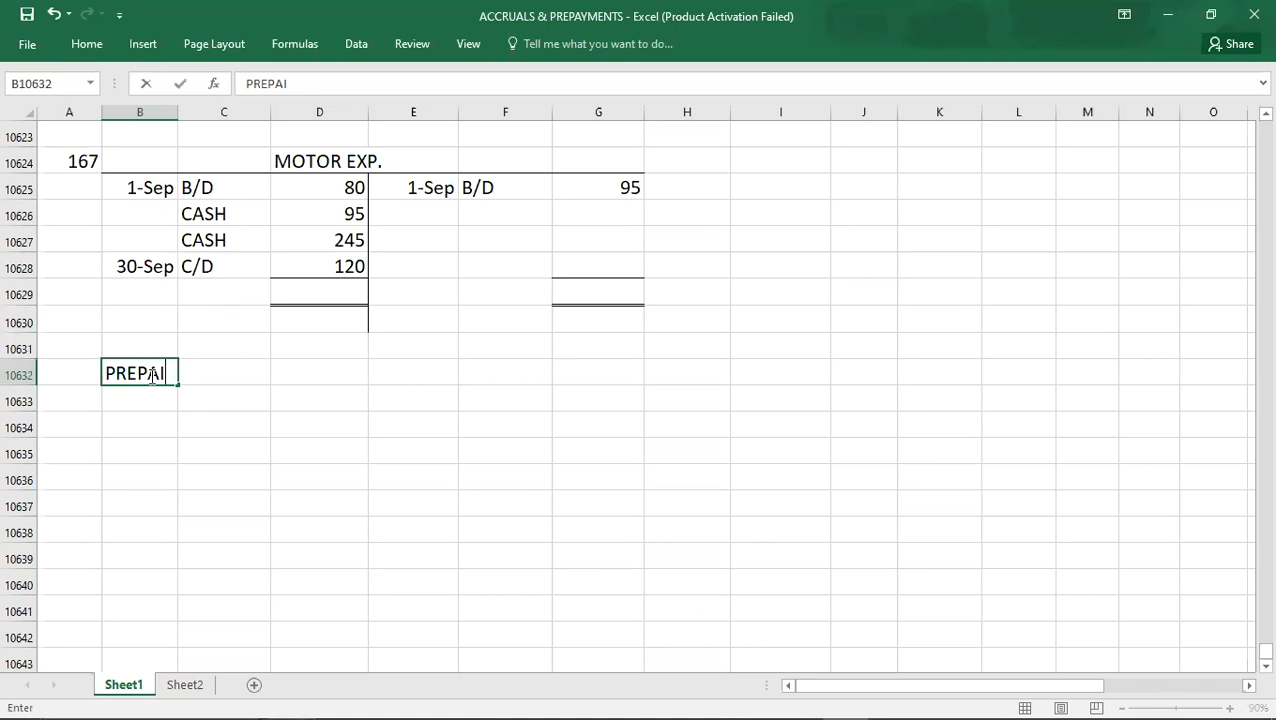 ACCRUALS & PREPAYMENTS - Excel (Product Activation Failed)
File Home Insert Page Layout Formulas Data Review View Tell me what you want to do... Share
B10632 fx PREPAI
A B C D E F G H I J K L M N O
10623
10624 167 MOTOR EXP.
10625 1-Sep B/D 80 1-Sep B/D 95
10626 CASH 95
10627 CASH 245
10628 30-Sep C/D 120
10629
10630
10631
10632 PREPAI
10633
10634
10635
10636
10637
10638
10639
10640
10641
10642
10643
Sheet1 Sheet2
Enter 90%